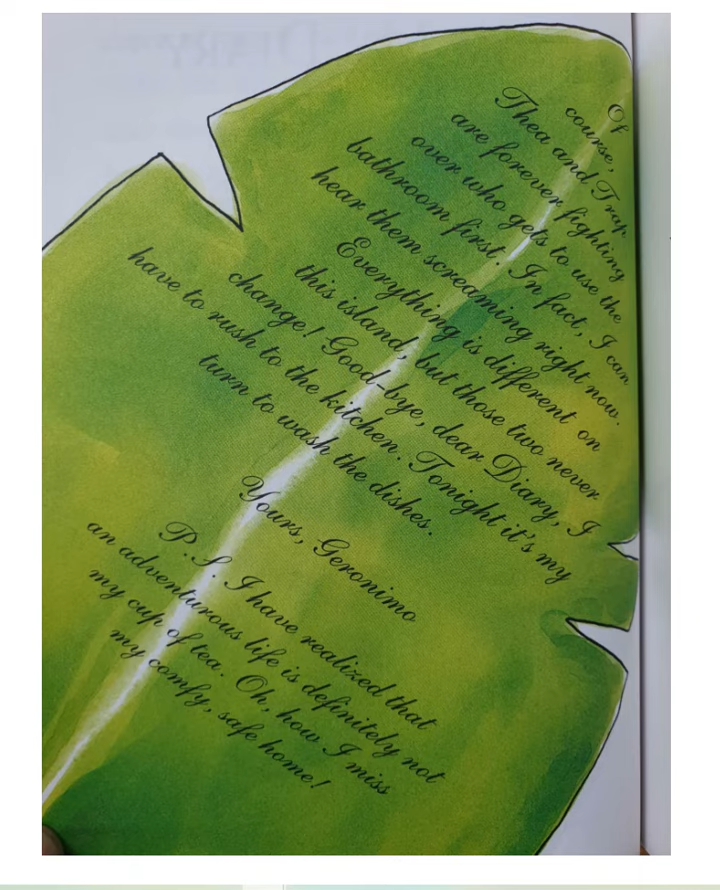 Of
course,
Thea and Trap
are forever fighting
over who gets to use the
bathroom first. In fact, I can
hear them screaming right now.
Everything is different on
this island, but those two never
change! Good-bye, dear Diary, I
have to rush to the kitchen. Tonight it's my
turn to wash the dishes.
Yours, Geronimo
P.S. I have realized that
an adventurous life is definitely not
my cup of tea. Oh, how I miss
my comfy, safe home!